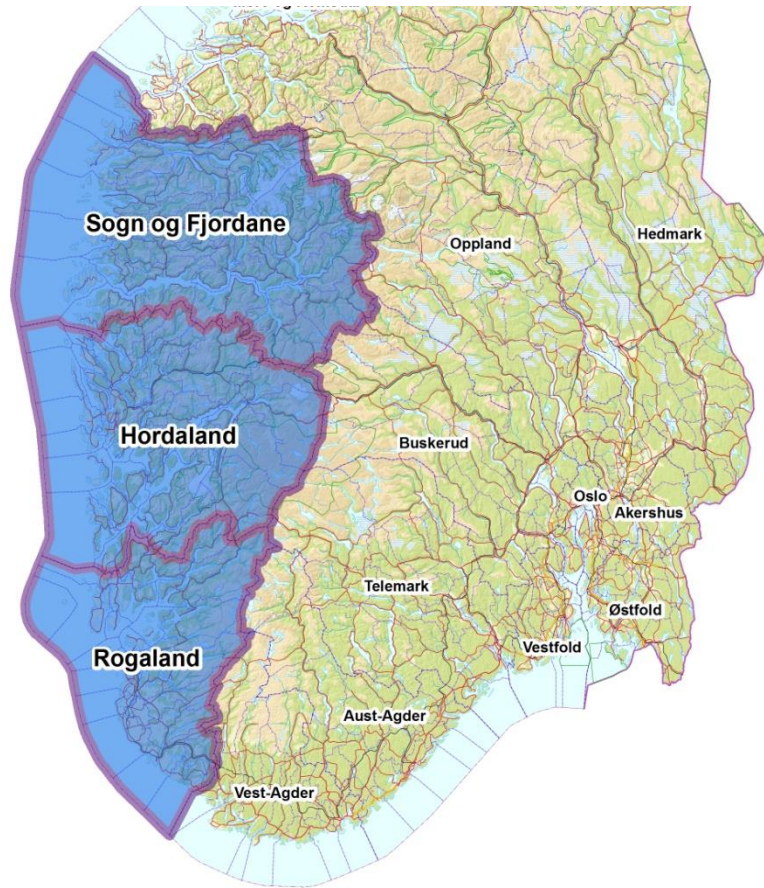 Sogn og Fjordane
Oppland
Hedmark
Hordaland
Buskerud
Oslo
Akershus
Telemark
Østfold
Vestfold
Rogaland
Aust-Agder
Vest-Agder